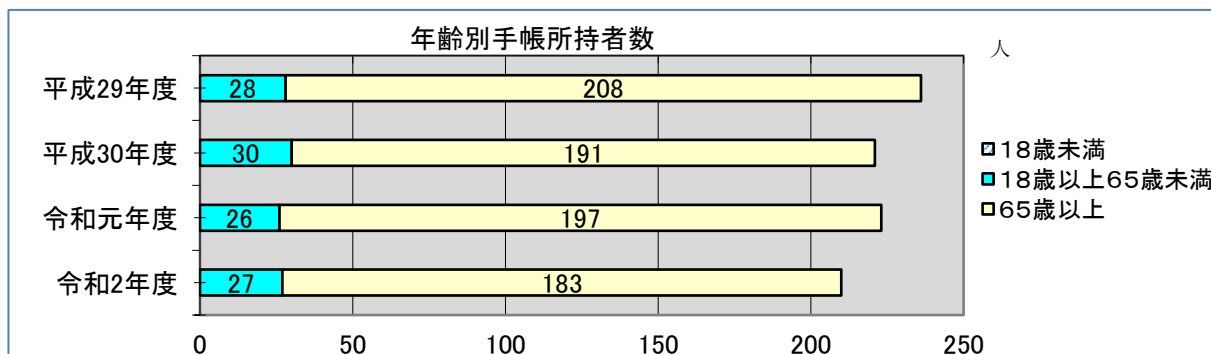 年齢別手帳所持者数
人
平成29年度
28
208
平成30年度
30
191
令和元年度
26
197
令和2年度
27
183
0
50
100
150
200
250
18歳未満
18歳以上65歳未満
65歳以上